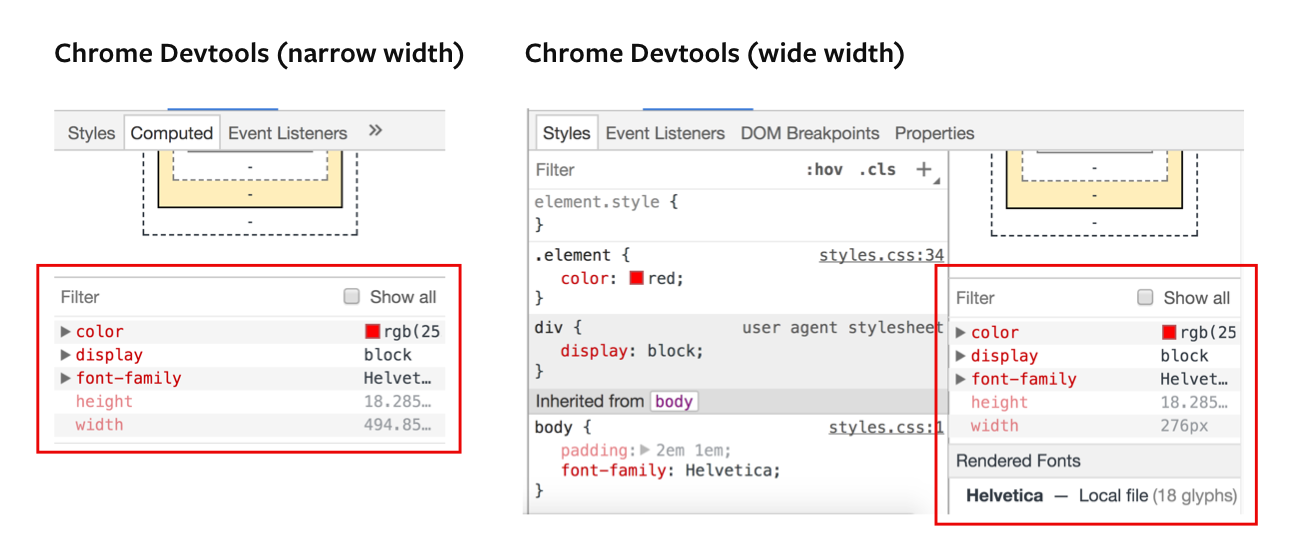 Chrome Devtools (narrow width)
Styles Computed Event Listeners »
-
-
-
Filter Show all
▶ color rgb(25
▶ display block
▶ font-family Helvet…
height 18.285…
width 494.85…
Chrome Devtools (wide width)
Styles Event Listeners DOM Breakpoints Properties
Filter :hov .cls +
element.style {
}
.element { styles.css:34
color: red;
}
div { user agent stylesheet
display: block;
}
Inherited from body
body { styles.css:1
padding:▶ 2em 1em;
font-family: Helvetica;
}
-
-
-
Filter Show all
▶ color rgb(25
▶ display block
▶ font-family Helvet…
height 18.285…
width 276px
Rendered Fonts
Helvetica — Local file (18 glyphs)